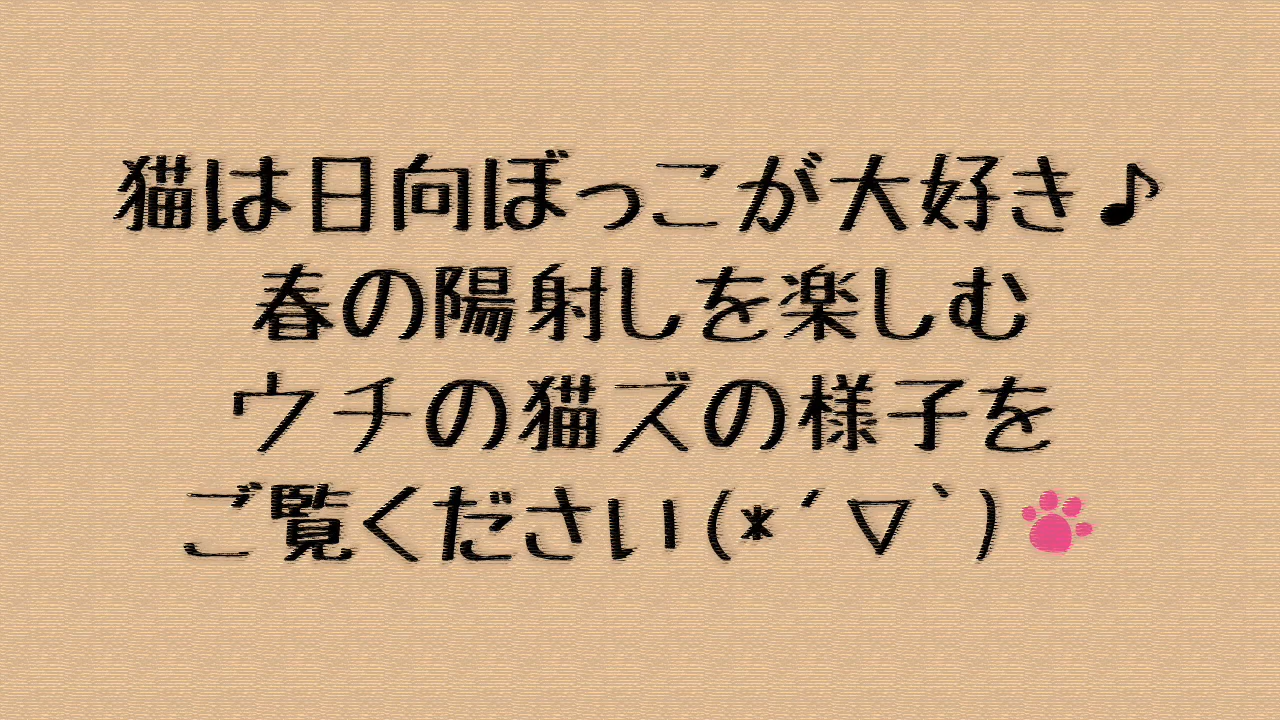 猫は日向ぼっこが大好き♪
春の陽射しを楽しむ
ウチの猫ズの様子を
ご覧ください(*´▽`)🐾